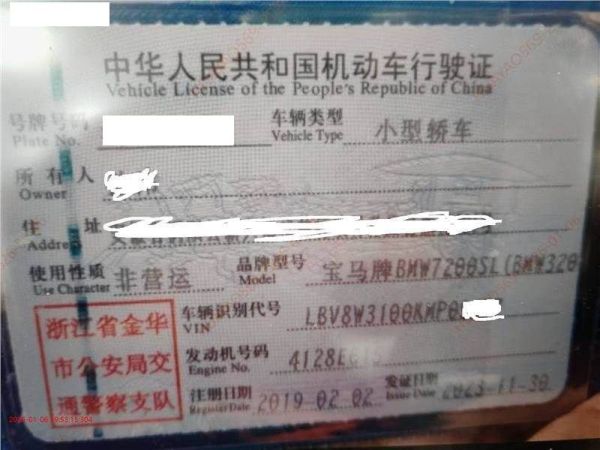 中华人民共和国机动车行驶证
Vehicle License of the People's Republic of China
号牌号码
Plate No.
车辆类型 小型轿车
Vehicle Type
所有人
Owner
住址
Address
使用性质 非营运
Use Character
品牌型号 宝马牌BMW7200SL(BMW320
Model
车辆识别代号 LBV8W3100KMP0
VIN
发动机号码 4128E
Engine No.
浙江省金华
市公安局交
通警察支队
注册日期 2019-02-02
Register Date
发证日期 2023-11-30
Issue Date